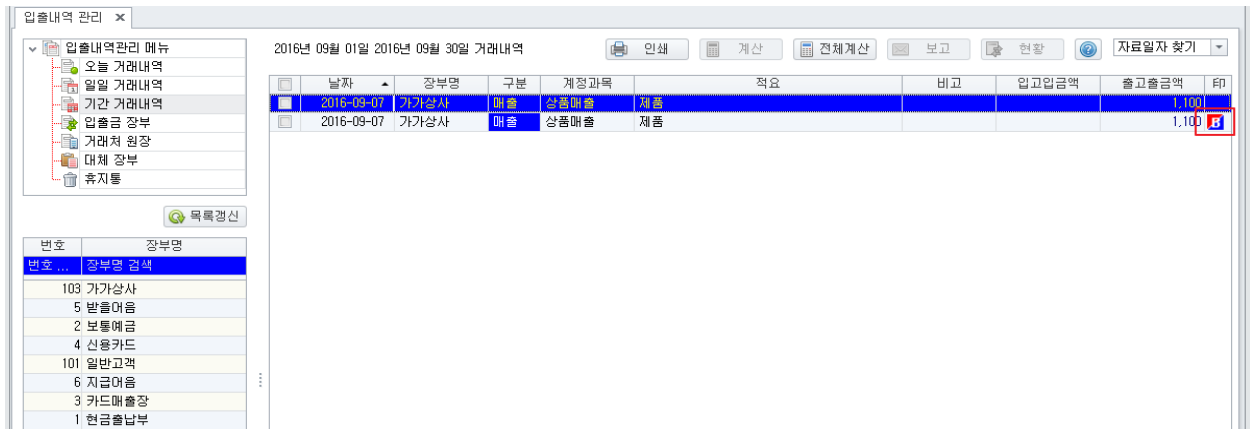 입출내역 관리 ×
입출내역관리 메뉴
오늘 거래내역
일일 거래내역
기간 거래내역
입출금 장부
거래처 원장
대체 장부
휴지통
목록갱신
번호 장부명
번호 ... 장부명 검색
103 가가상사
5 받을어음
2 보통예금
4 신용카드
101 일반고객
6 지급어음
3 카드매출장
1 현금출납부
2016년 09월 01일 2016년 09월 30일 거래내역 인쇄 계산 전체계산 보고 현황 ? 자료일자 찾기
날짜 장부명 구분 계정과목 적요 비고 입고입금액 출고출금액 印
2016-09-07 가가상사 매출 상품매출 제품 1,100
2016-09-07 가가상사 매출 상품매출 제품 1,100 B